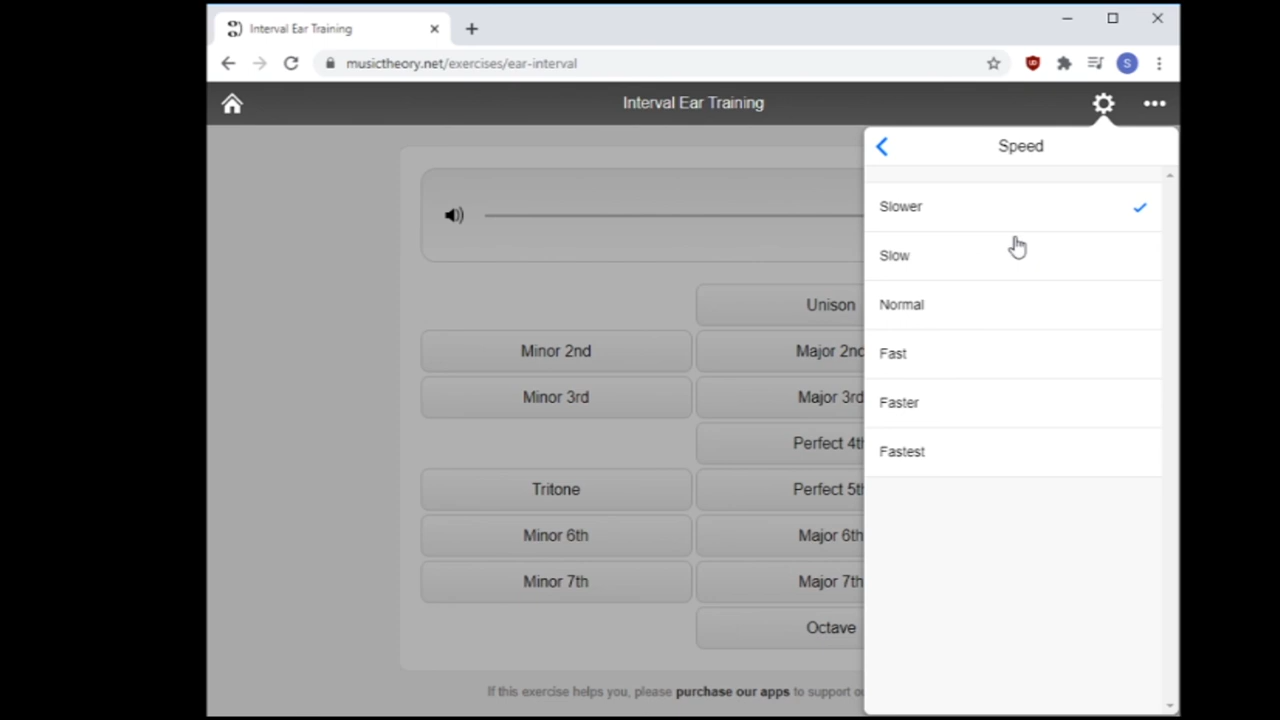 Interval Ear Training
musictheory.net/exercises/ear-interval
S
Interval Ear Training
Speed
Slower
Slow
Normal
Fast
Faster
Fastest
Unison
Minor 2nd Major 2nd
Minor 3rd Major 3rd
Perfect 4th
Tritone Perfect 5th
Minor 6th Major 6th
Minor 7th Major 7th
Octave
If this exercise helps you, please purchase our apps to support